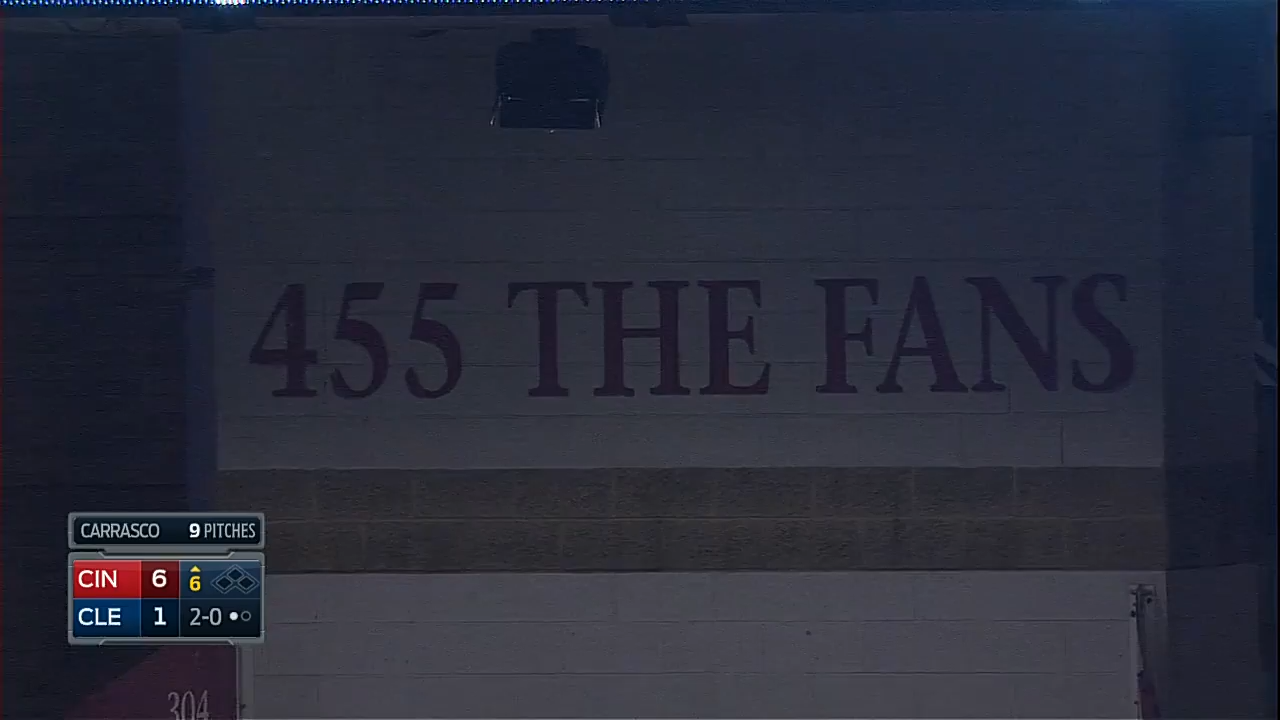 455 THE FANS
CARRASCO 9 PITCHES
CIN 6 6
CLE 1 2-0
304